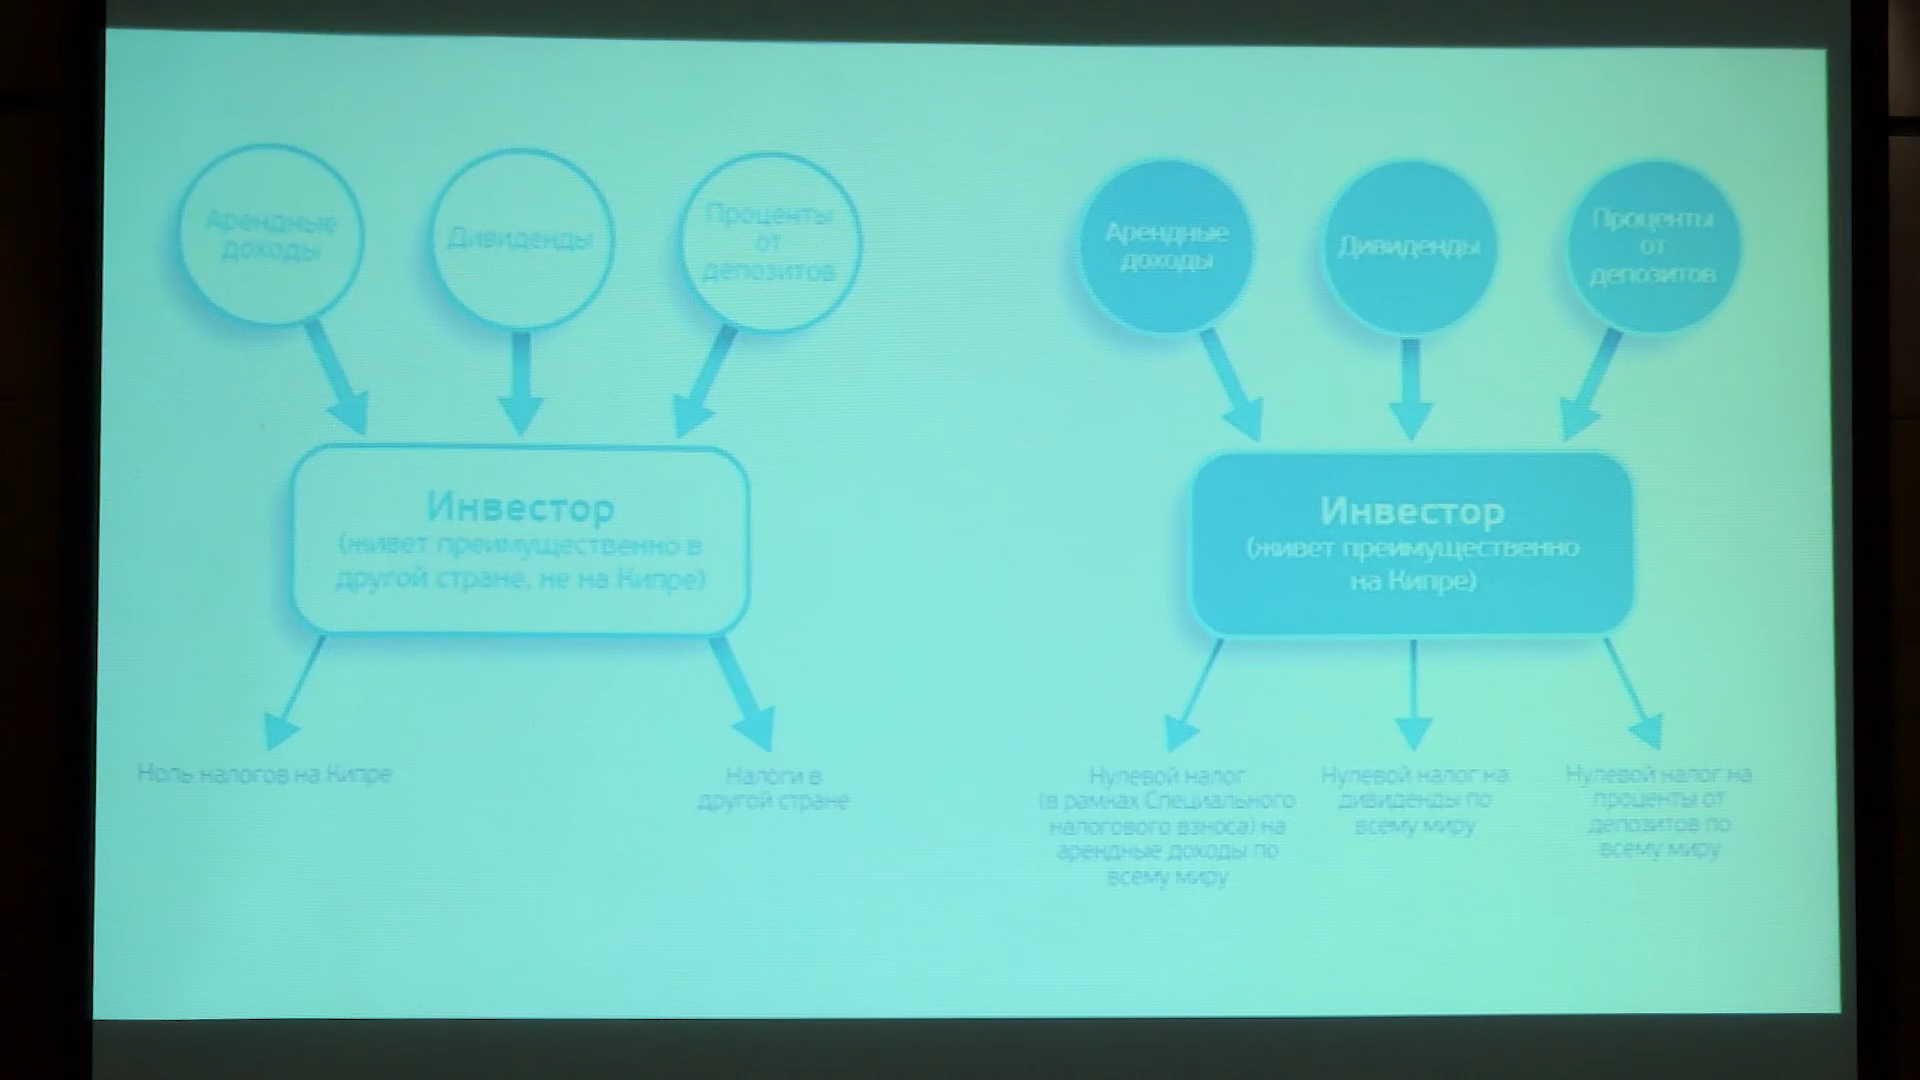 Арендные
доходы
Дивиденды
Проценты
от
депозитов
Инвестор
(живет преимущественно в
другой стране, не на Кипре)
Ноль налогов на Кипре
Налоги в
другой стране
Арендные
доходы
Дивиденды
Проценты
от
депозитов
Инвестор
(живет преимущественно
на Кипре)
Нулевой налог
(в рамках Специального
налогового взноса) на
арендные доходы по
всему миру
Нулевой налог на
дивиденды по
всему миру
Нулевой налог на
проценты от
депозитов по
всему миру